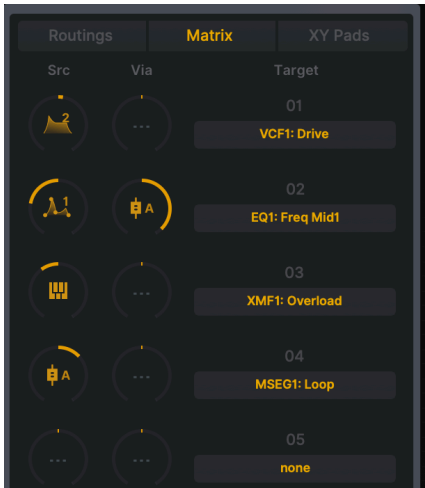 Routings Matrix XY Pads
Src Via Target
01
2 --- VCF1: Drive
02
1 A EQ1: Freq Mid1
03
--- XMF1: Overload
04
A --- MSEG1: Loop
05
--- --- none